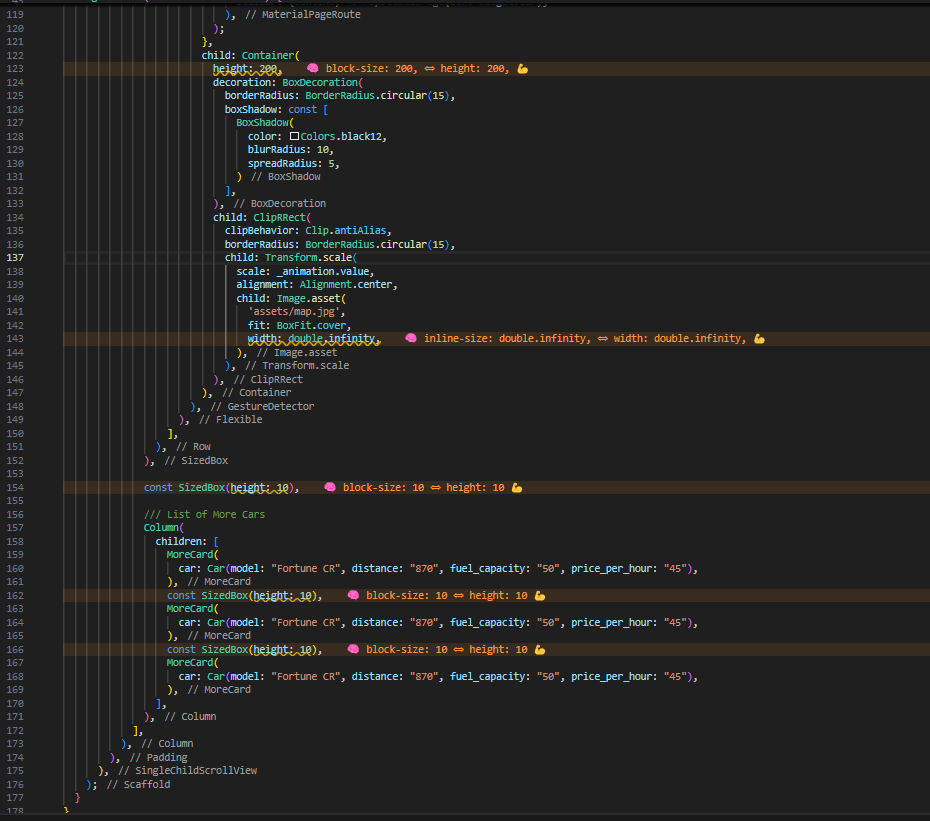 119 ), // MaterialPageRoute
120 );
121 },
122 child: Container(
123 height: 200, 🧠 block-size: 200, ⇔ height: 200, 💪
124 decoration: BoxDecoration(
125 borderRadius: BorderRadius.circular(15),
126 boxShadow: const [
127 BoxShadow(
128 color: Colors.black12,
129 blurRadius: 10,
130 spreadRadius: 5,
131 ) // BoxShadow
132 ],
133 ), // BoxDecoration
134 child: ClipRRect(
135 clipBehavior: Clip.antiAlias,
136 borderRadius: BorderRadius.circular(15),
137 child: Transform.scale(
138 scale: _animation.value,
139 alignment: Alignment.center,
140 child: Image.asset(
141 'assets/map.jpg',
142 fit: BoxFit.cover,
143 width: double.infinity, 🧠 inline-size: double.infinity, ⇔ width: double.infinity, 💪
144 ), // Image.asset
145 ), // Transform.scale
146 ), // ClipRRect
147 ), // Container
148 ), // GestureDetector
149 ), // Flexible
150 ],
151 ), // Row
152 ), // SizedBox
153
154 const SizedBox(height: 10), 🧠 block-size: 10 ⇔ height: 10 💪
155
156 /// List of More Cars
157 Column(
158 children: [
159 MoreCard(
160 car: Car(model: "Fortune CR", distance: "870", fuel_capacity: "50", price_per_hour: "45"),
161 ), // MoreCard
162 const SizedBox(height: 10), 🧠 block-size: 10 ⇔ height: 10 💪
163 MoreCard(
164 car: Car(model: "Fortune CR", distance: "870", fuel_capacity: "50", price_per_hour: "45"),
165 ), // MoreCard
166 const SizedBox(height: 10), 🧠 block-size: 10 ⇔ height: 10 💪
167 MoreCard(
168 car: Car(model: "Fortune CR", distance: "870", fuel_capacity: "50", price_per_hour: "45"),
169 ), // MoreCard
170 ],
171 ), // Column
172 ],
173 ), // Column
174 ), // Padding
175 ), // SingleChildScrollView
176 ); // Scaffold
177 }
178 }